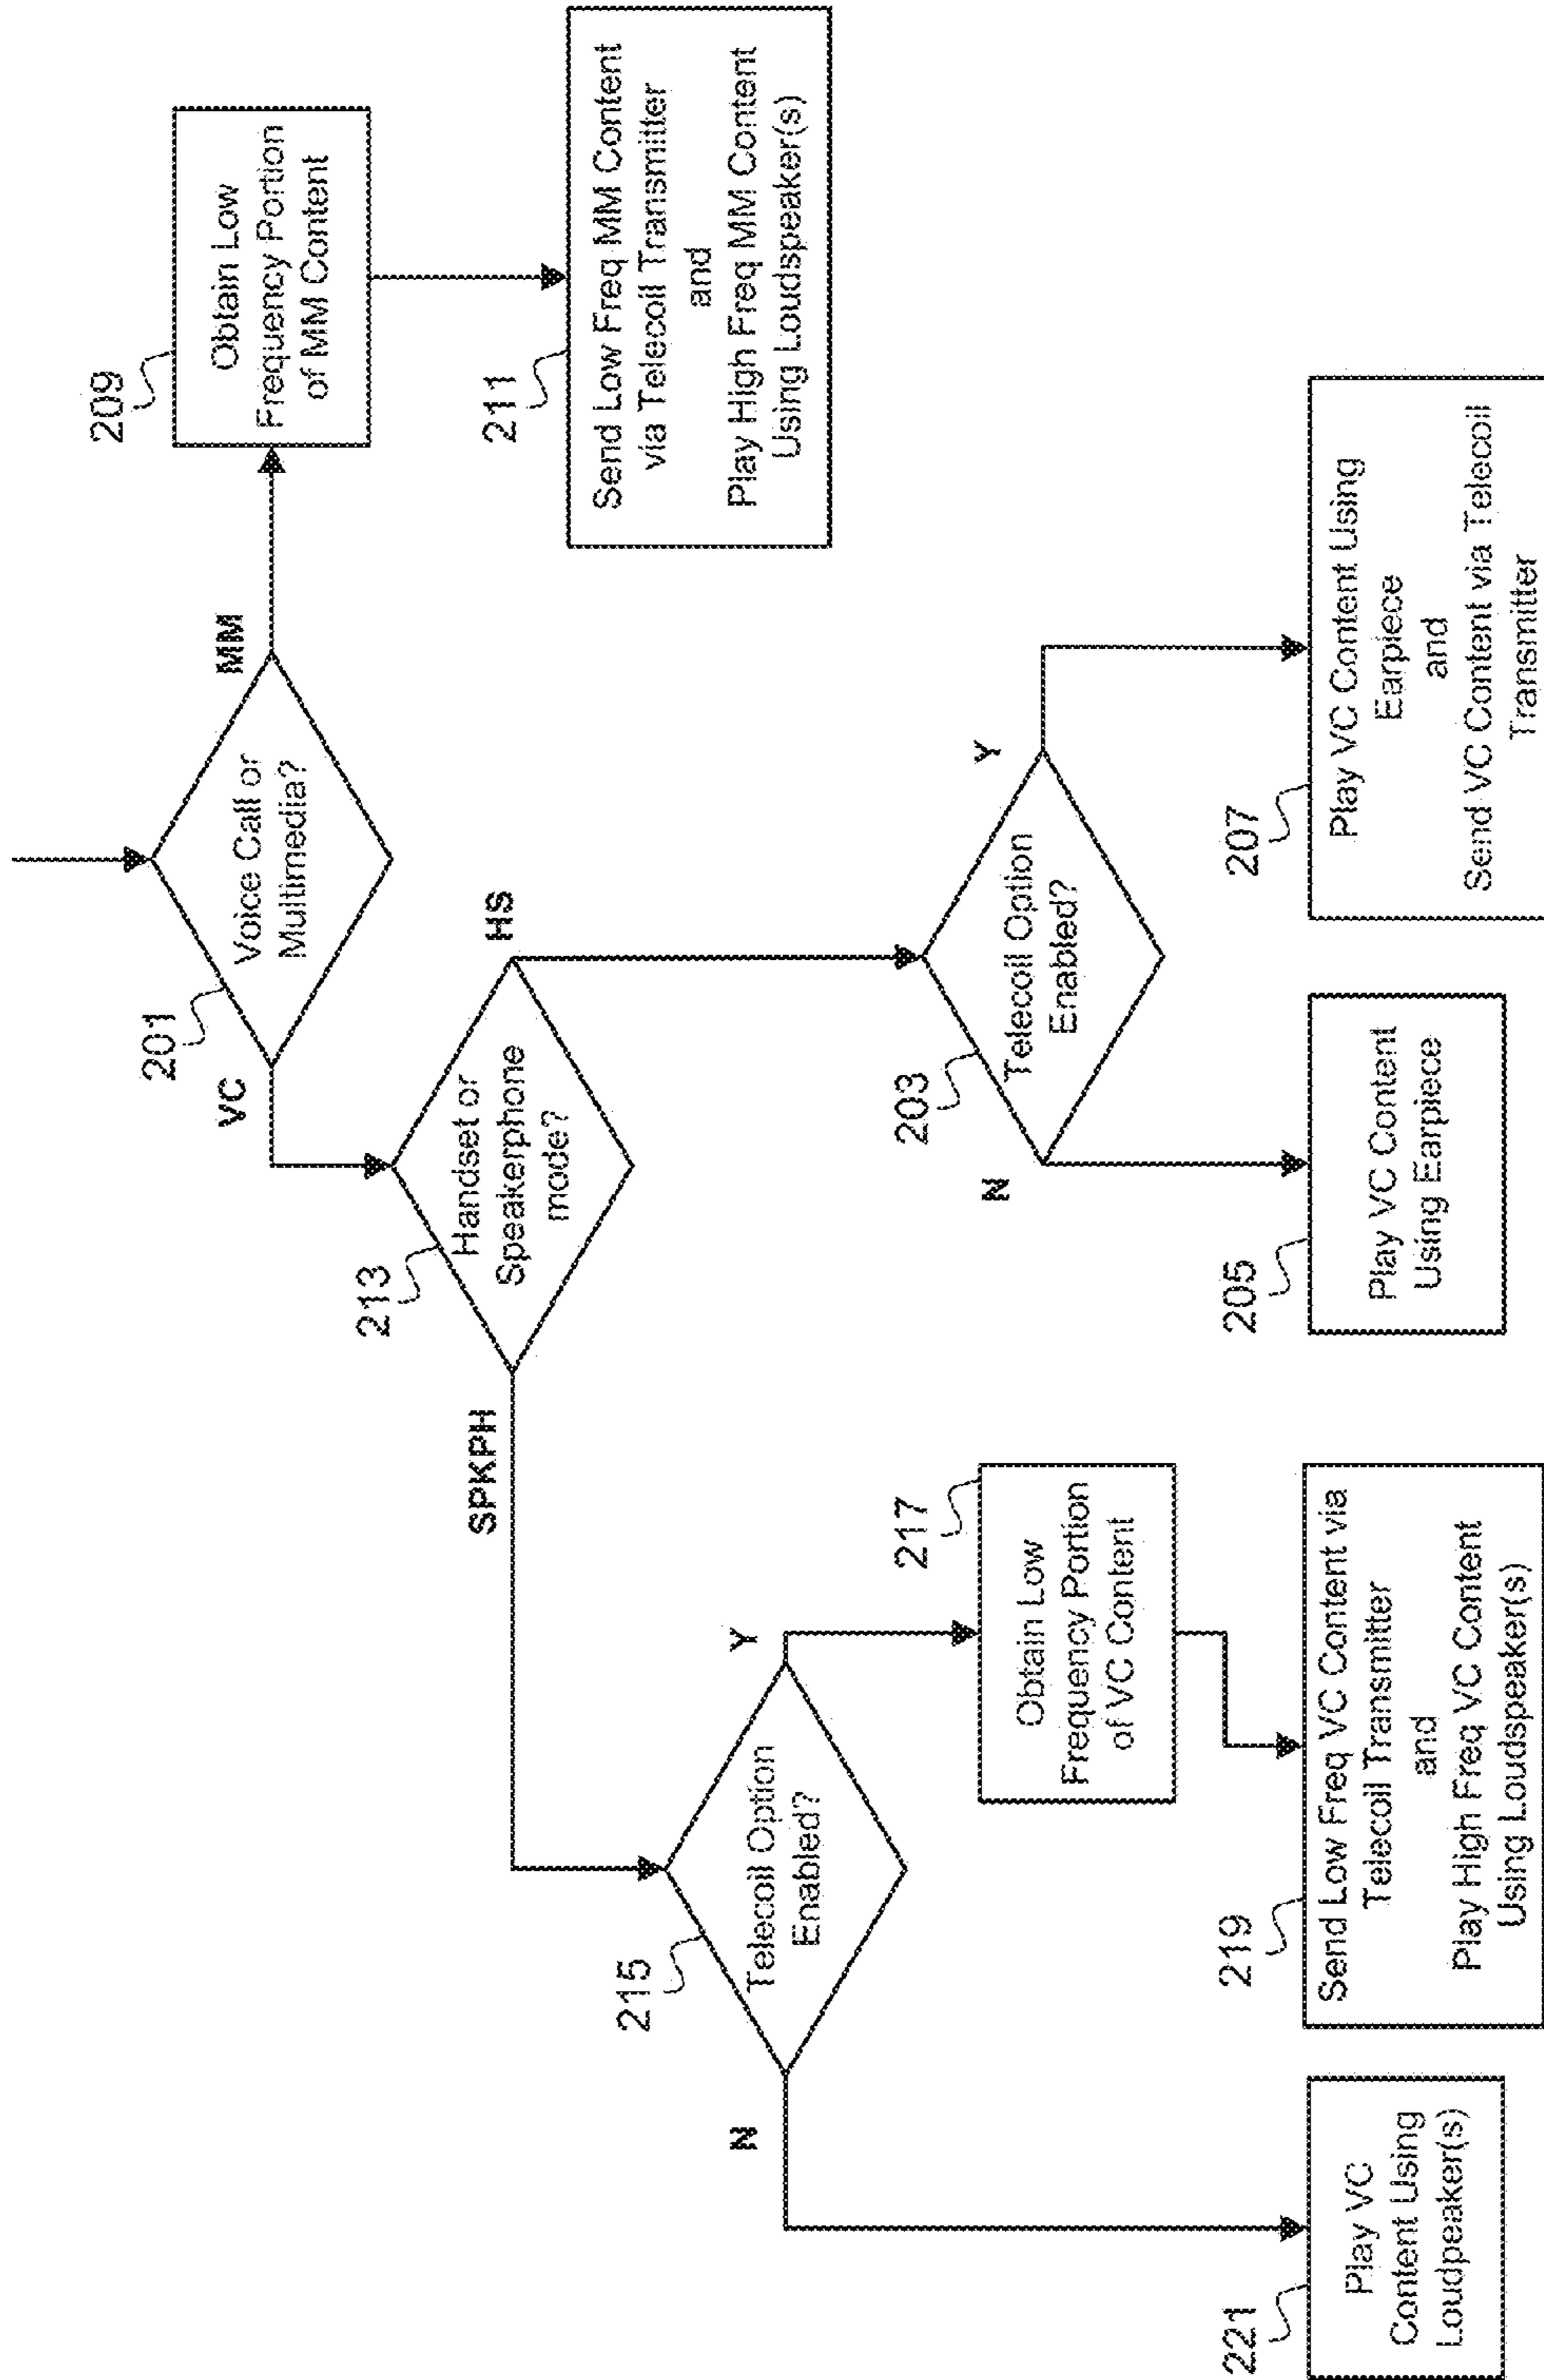 201
Voice Call or
Multimedia?
VC
MM
209
Obtain Low
Frequency Portion
of MM Content
211
Send Low Freq MM Content
via Telecoil Transmitter
and
Play High Freq MM Content
Using Loudspeaker(s)
213
Handset or
Speakerphone
mode?
SPKPH
HS
215
Telecoil Option
Enabled?
N
Y
217
Obtain Low
Frequency Portion
of VC Content
203
Telecoil Option
Enabled?
N
Y
221
Play VC
Content Using
Loudpeaker(s)
219
Send Low Freq VC Content via
Telecoil Transmitter
and
Play High Freq VC Content
Using Loudspeaker(s)
205
Play VC Content
Using Earpiece
207
Play VC Content Using
Earpiece
and
Send VC Content via Telecoil
Transmitter